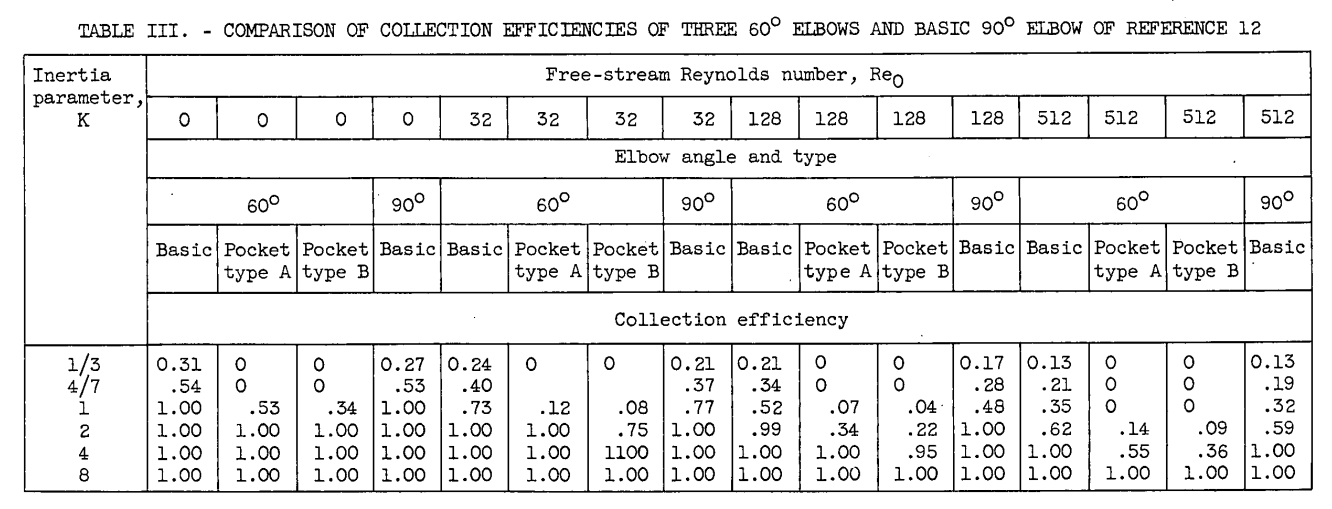 TABLE III. - COMPARISON OF COLLECTION EFFICIENCIES OF THREE 60° ELBOWS AND BASIC 90° ELBOW OF REFERENCE 12
Inertia parameter, K
Free-stream Reynolds number, Re0
0 0 0 0 32 32 32 32 128 128 128 128 512 512 512 512
Elbow angle and type
60° 90° 60° 90° 60° 90° 60° 90°
Basic Pocket type A Pocket type B Basic Basic Pocket type A Pocket type B Basic Basic Pocket type A Pocket type B Basic Basic Pocket type A Pocket type B Basic
Collection efficiency
1/3 0.31 0 0 0.27 0.24 0 0 0.21 0.21 0 0 0.17 0.13 0 0 0.13
4/7 .54 0 0 .53 .40 .37 .34 0 0 .28 .21 0 0 .19
1 1.00 .53 .34 1.00 .73 .12 .08 .77 .52 .07 .04 .48 .35 0 0 .32
2 1.00 1.00 1.00 1.00 1.00 1.00 .75 1.00 .99 .34 .22 1.00 .62 .14 .09 .59
4 1.00 1.00 1.00 1.00 1.00 1.00 1100 1.00 1.00 1.00 .95 1.00 1.00 .55 .36 1.00
8 1.00 1.00 1.00 1.00 1.00 1.00 1.00 1.00 1.00 1.00 1.00 1.00 1.00 1.00 1.00 1.00